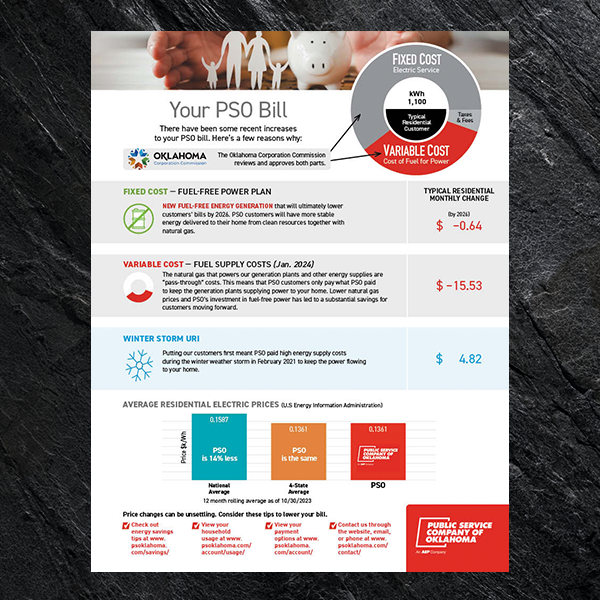 FIXED COST
Electric Service
kWh
1,100
Typical
Residential
Customer
Taxes
& Fees
VARIABLE COST
Cost of Fuel for Power
Your PSO Bill
There have been some recent increases
to your PSO bill. Here's a few reasons why:
OKLAHOMA
Corporation Commission
The Oklahoma Corporation Commission
reviews and approves both parts.
FIXED COST — FUEL-FREE POWER PLAN
NEW FUEL-FREE ENERGY GENERATION that will ultimately lower
customers' bills by 2026. PSO customers will have more stable
energy delivered to their home from clean resources together with
natural gas.
TYPICAL RESIDENTIAL
MONTHLY CHANGE
(by 2026)
$ −0.64
VARIABLE COST — FUEL SUPPLY COSTS (Jan. 2024)
The natural gas that powers our generation plants and other energy supplies are
"pass-through" costs. This means that PSO customers only pay what PSO paid
to keep the generation plants supplying power to your home. Lower natural gas
prices and PSO's investment in fuel-free power has led to a substantial savings for
customers moving forward.
$ −15.53
WINTER STORM URI
Putting our customers first meant PSO paid high energy supply costs
during the winter weather storm in February 2021 to keep the power flowing
to your home.
$ 4.82
AVERAGE RESIDENTIAL ELECTRIC PRICES (U.S Energy Information Administration)
Price $k/Wh
0.1587
PSO
is 14% less
National
Average
0.1361
PSO
is the same
4-State
Average
0.1361
PUBLIC SERVICE
COMPANY OF
OKLAHOMA
PSO
12 month rolling average as of 10/30/2023
Price changes can be unsettling. Consider these tips to lower your bill.
Check out
energy savings
tips at www.
psoklahoma.
com/savings/
View your
household
usage at www.
psoklahoma.com/
account/usage/
View your
payment
options at www.
psoklahoma.
com/account/
Contact us through
the website, email,
or phone at www.
psoklahoma.com/
contact/
PUBLIC SERVICE
COMPANY OF
OKLAHOMA
An AEP Company